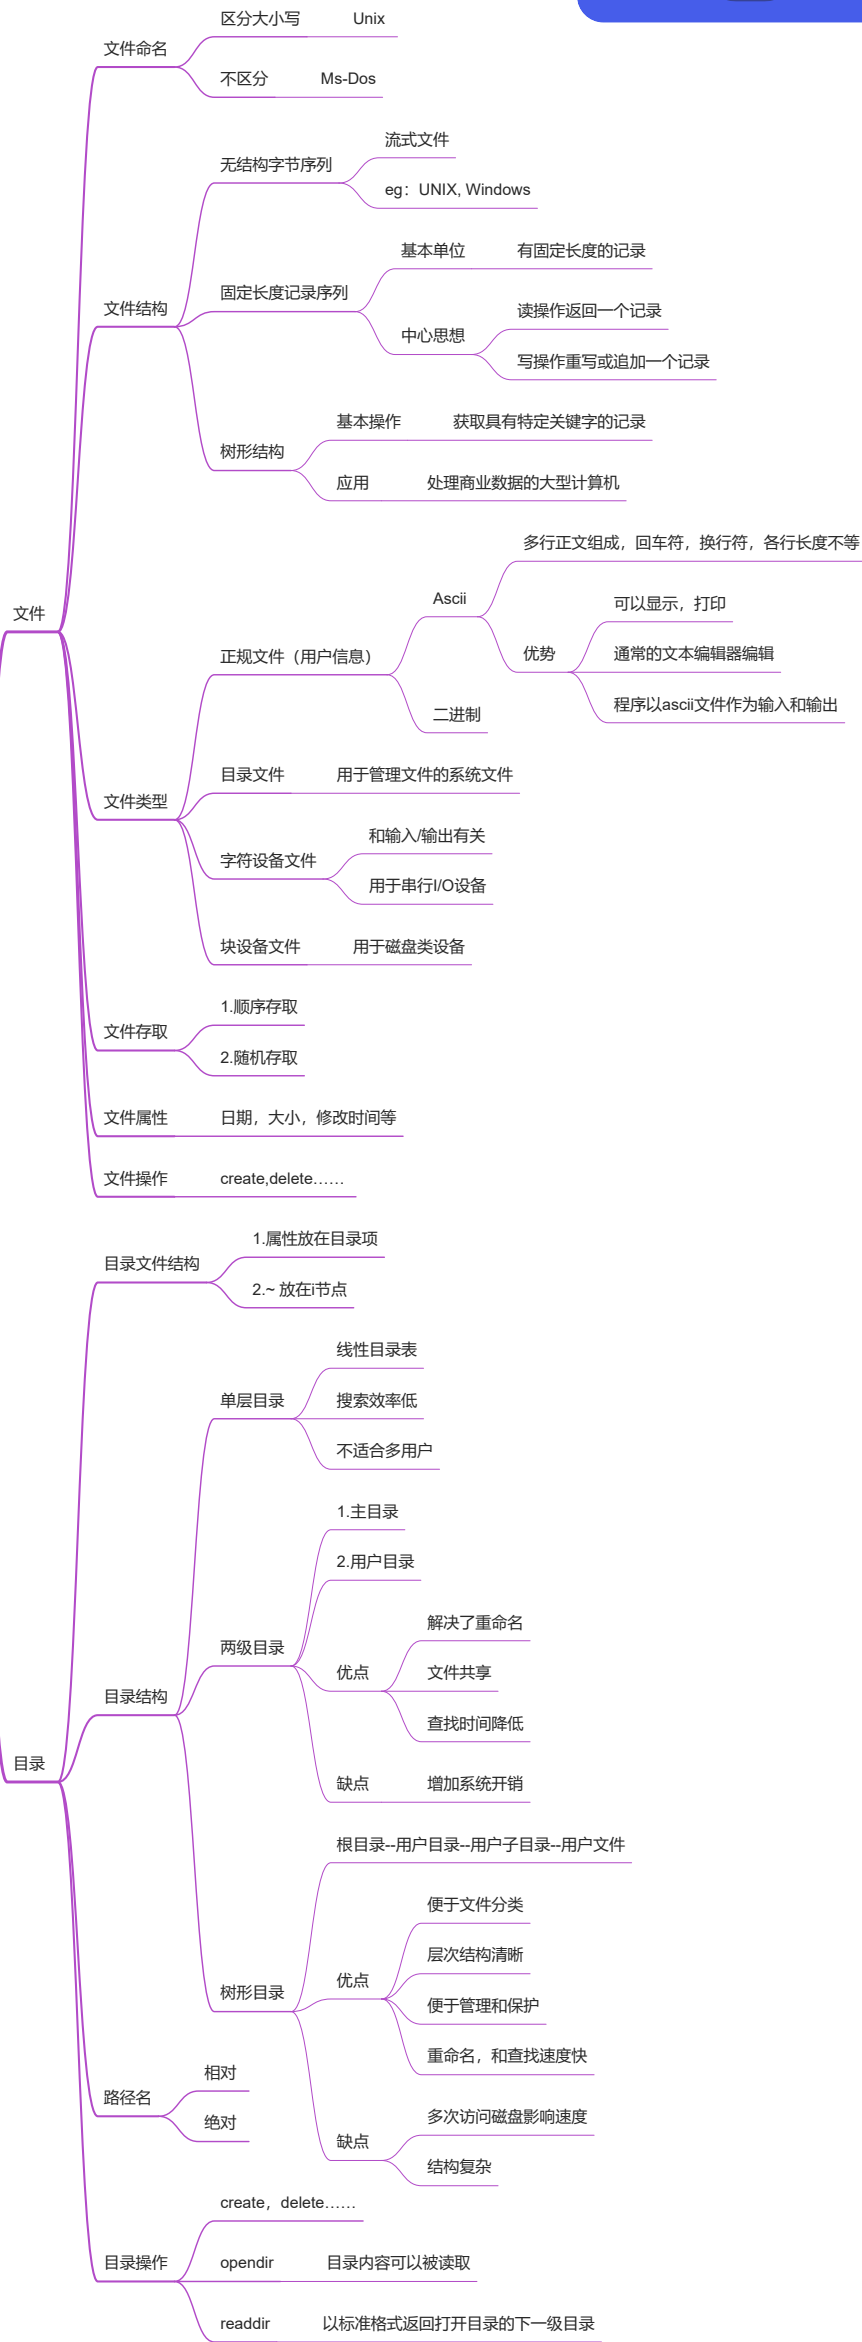 区分大小写 Unix
文件命名
不区分 Ms-Dos
流式文件
无结构字节序列
eg：UNIX, Windows
基本单位 有固定长度的记录
固定长度记录序列
文件结构
读操作返回一个记录
中心思想
写操作重写或追加一个记录
基本操作 获取具有特定关键字的记录
树形结构
应用 处理商业数据的大型计算机
多行正文组成，回车符，换行符，各行长度不等
Ascii
可以显示，打印
文件
优势 通常的文本编辑器编辑
正规文件（用户信息）
程序以ascii文件作为输入和输出
二进制
目录文件 用于管理文件的系统文件
文件类型
和输入/输出有关
字符设备文件
用于串行I/O设备
块设备文件 用于磁盘类设备
1.顺序存取
文件存取
2.随机存取
文件属性 日期，大小，修改时间等
文件操作 create,delete……
1.属性放在目录项
目录文件结构
2.~ 放在i节点
线性目录表
单层目录 搜索效率低
不适合多用户
1.主目录
2.用户目录
解决了重命名
两级目录
优点 文件共享
目录结构
查找时间降低
目录
缺点 增加系统开销
根目录--用户目录--用户子目录--用户文件
便于文件分类
层次结构清晰
优点
树形目录
便于管理和保护
重命名，和查找速度快
相对
路径名
绝对
多次访问磁盘影响速度
缺点
结构复杂
create，delete……
目录操作 opendir 目录内容可以被读取
readdir 以标准格式返回打开目录的下一级目录